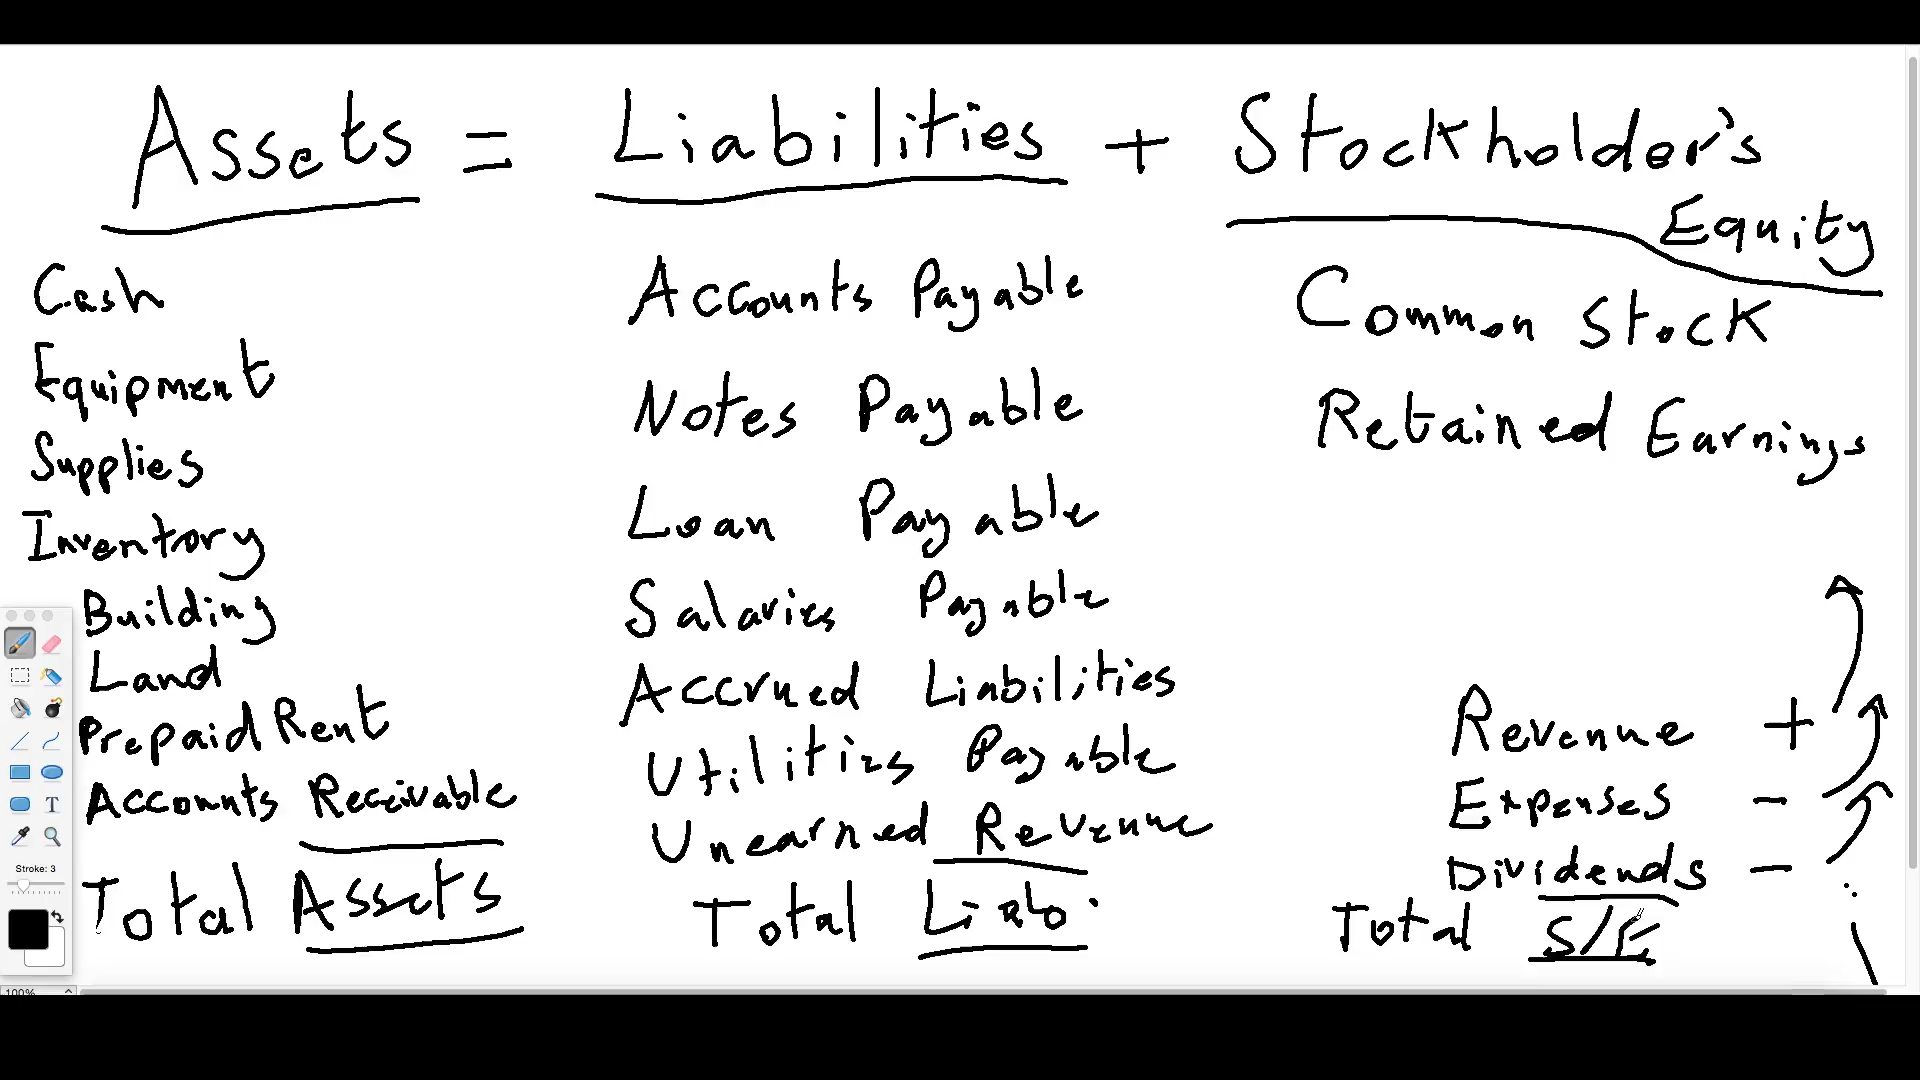 Assets = Liabilities + Stockholder's
Equity
Cash
Equipment
Supplies
Inventory
Building
Land
Prepaid Rent
Accounts Receivable
Total Assets
Accounts Payable
Notes Payable
Loan Payable
Salaries Payable
Accrued Liabilities
Utilities Payable
Unearned Revenue
Total Liab.
Common Stock
Retained Earnings
Revenue +
Expenses -
Dividends -
Total S/E
T
Stroke: 3
100%